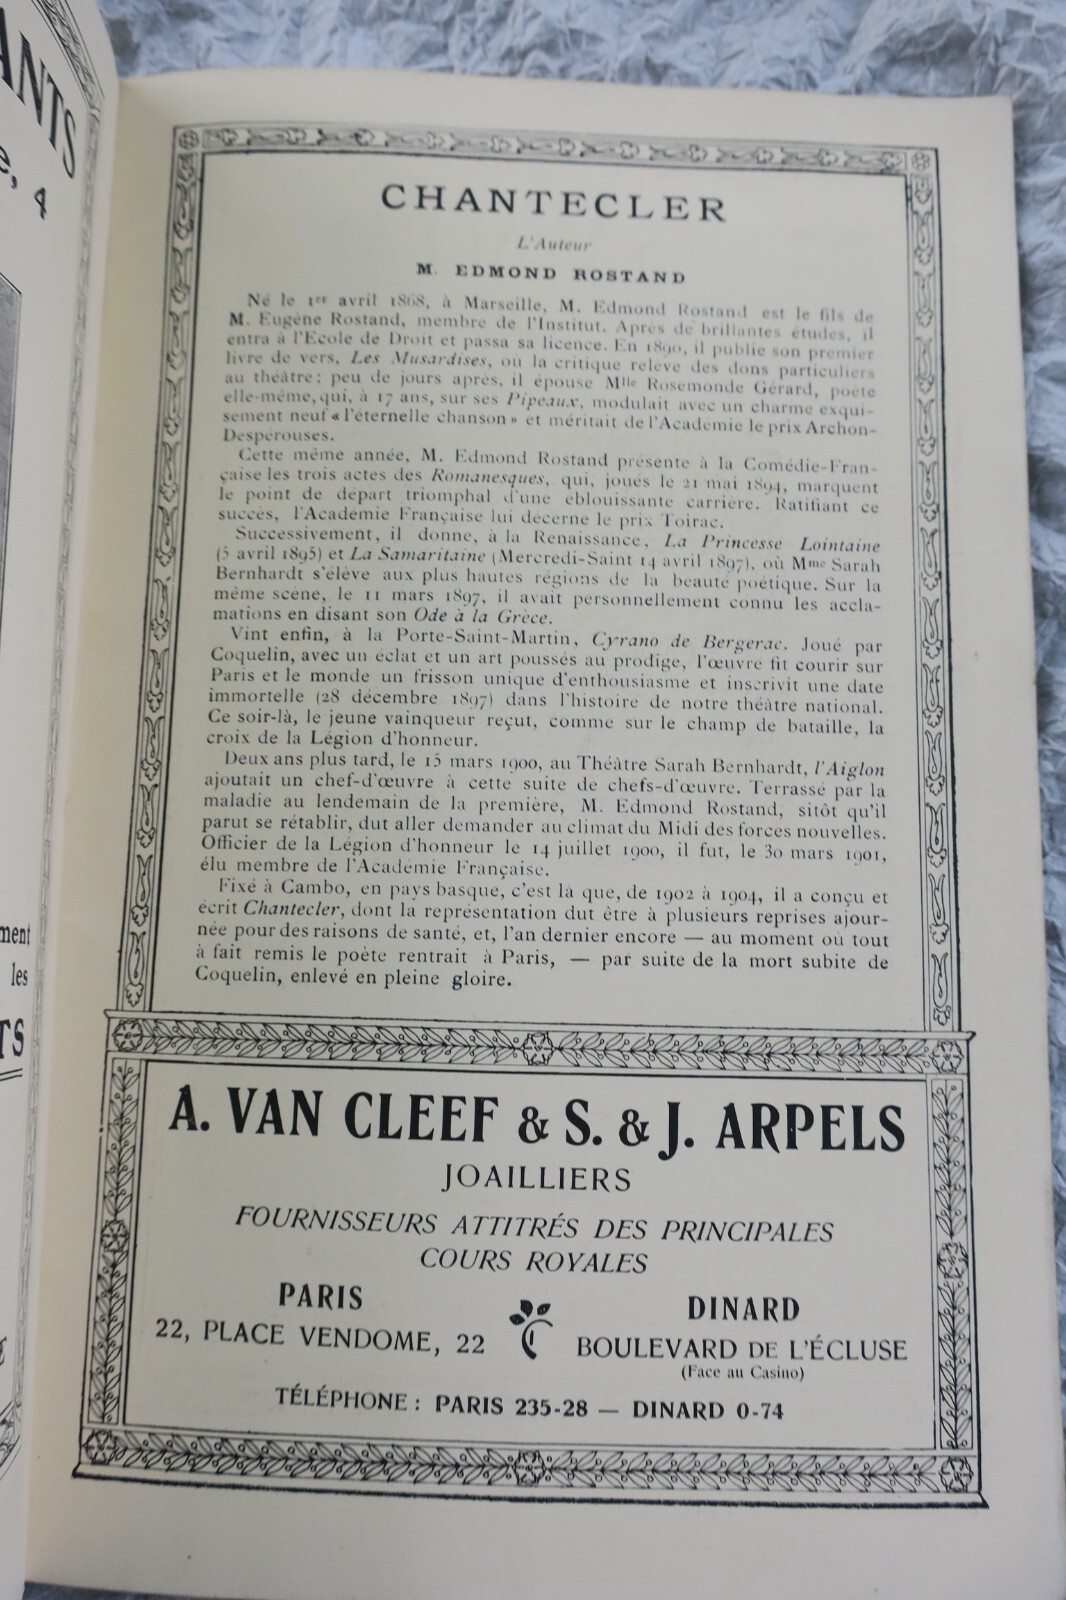 ANTS
e, 4
ment
les
TS
CHANTECLER
L'Auteur
M. EDMOND ROSTAND
Né le 1er avril 1868, à Marseille, M. Edmond Rostand est le fils de
M. Eugène Rostand, membre de l'Institut. Après de brillantes études, il
entra à l'Ecole de Droit et passa sa licence. En 1890, il publie son premier
livre de vers, Les Musardises, où la critique relève des dons particuliers
au théâtre; peu de jours après, il épouse Mlle Rosemonde Gérard, poète
elle-même, qui, à 17 ans, sur ses Pipeaux, modulait avec un charme exqui-
sement neuf « l'éternelle chanson » et méritait de l'Académie le prix Archon-
Despérouses.
Cette même année, M. Edmond Rostand présente à la Comédie-Fran-
çaise les trois actes des Romanesques, qui, joués le 21 mai 1894, marquent
le point de départ triomphal d'une éblouissante carrière. Ratifiant ce
succès, l'Académie Française lui décerne le prix Toirac.
Successivement, il donne, à la Renaissance, La Princesse Lointaine
(5 avril 1895) et La Samaritaine (Mercredi-Saint 14 avril 1897), où Mme Sarah
Bernhardt s'élève aux plus hautes régions de la beauté poétique. Sur la
même scène, le 11 mars 1897, il avait personnellement connu les accla-
mations en disant son Ode à la Grèce.
Vint enfin, à la Porte-Saint-Martin, Cyrano de Bergerac. Joué par
Coquelin, avec un éclat et un art poussés au prodige, l'œuvre fit courir sur
Paris et le monde un frisson unique d'enthousiasme et inscrivit une date
immortelle (28 décembre 1897) dans l'histoire de notre théâtre national.
Ce soir-là, le jeune vainqueur reçut, comme sur le champ de bataille, la
croix de la Légion d'honneur.
Deux ans plus tard, le 15 mars 1900, au Théâtre Sarah Bernhardt, l'Aiglon
ajoutait un chef-d'œuvre à cette suite de chefs-d'œuvre. Terrassé par la
maladie au lendemain de la première, M. Edmond Rostand, sitôt qu'il
parut se rétablir, dut aller demander au climat du Midi des forces nouvelles.
Officier de la Légion d'honneur le 14 juillet 1900, il fut, le 30 mars 1901,
élu membre de l'Académie Française.
Fixé à Cambo, en pays basque, c'est là que, de 1902 à 1904, il a conçu et
écrit Chantecler, dont la représentation dut être à plusieurs reprises ajour-
née pour des raisons de santé, et, l'an dernier encore — au moment où tout
à fait remis le poète rentrait à Paris, — par suite de la mort subite de
Coquelin, enlevé en pleine gloire.
A. VAN CLEEF & S. & J. ARPELS
JOAILLIERS
FOURNISSEURS ATTITRÉS DES PRINCIPALES
COURS ROYALES
PARIS
22, PLACE VENDOME, 22
DINARD
BOULEVARD DE L'ÉCLUSE
(Face au Casino)
TÉLÉPHONE : PARIS 235-28 — DINARD 0-74